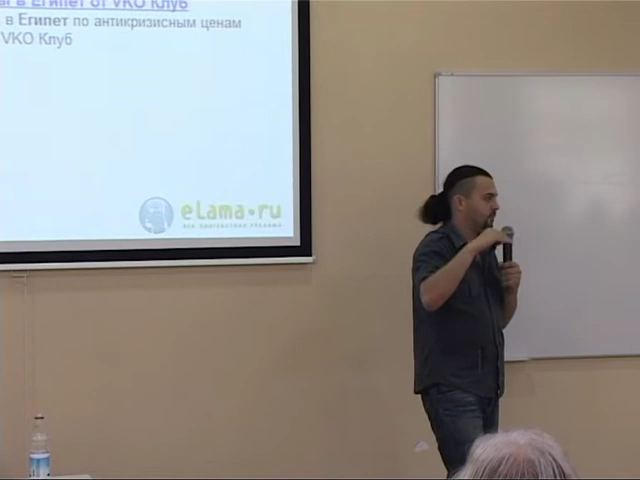 в Египет от VKO Клуб
в Египет по антикризисным ценам
VKO Клуб
eLama.ru